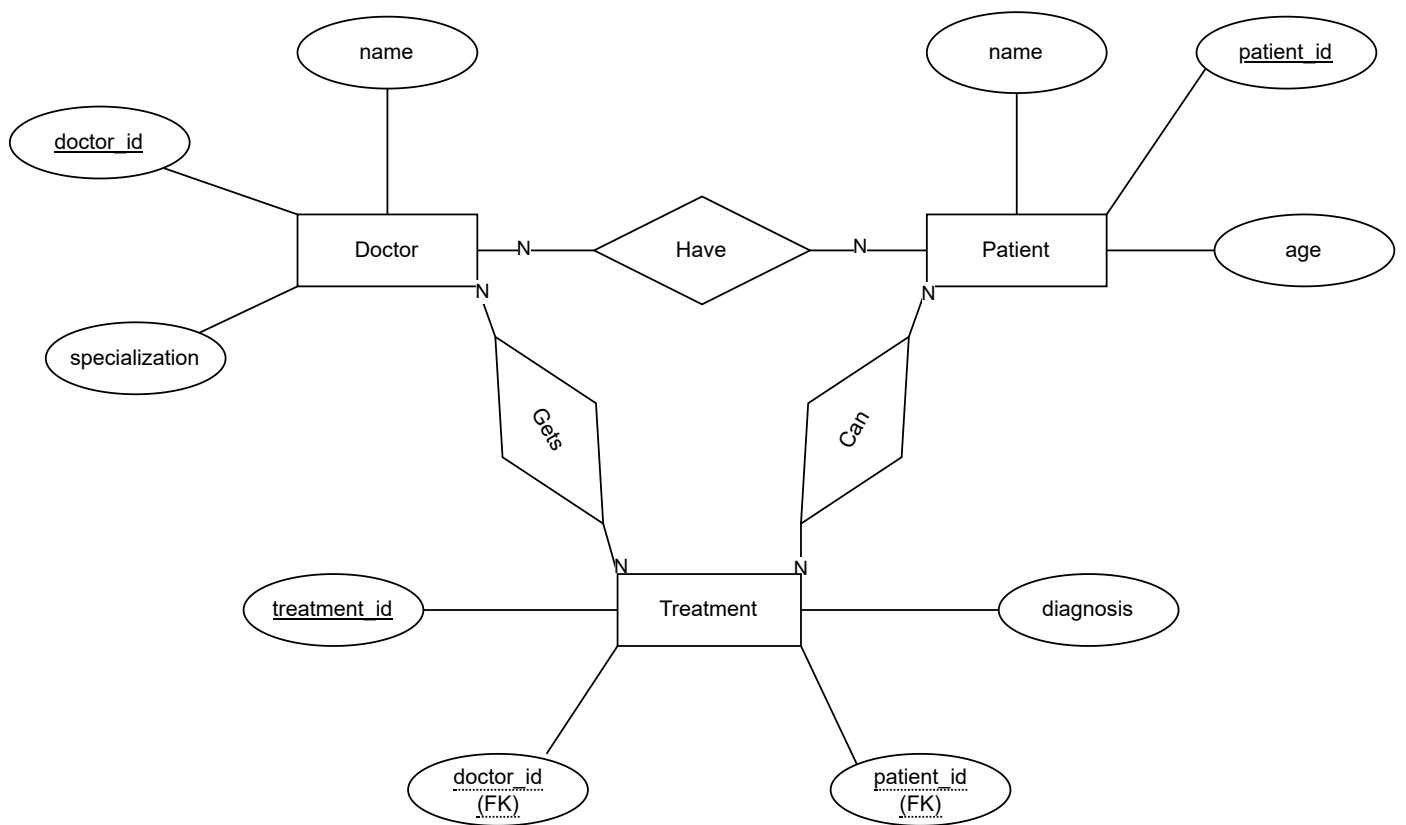 name
name
patient_id
doctor_id
Doctor
N
Have
N
Patient
age
N
N
specialization
Gets
Can
N
N
treatment_id
Treatment
diagnosis
doctor_id
(FK)
patient_id
(FK)